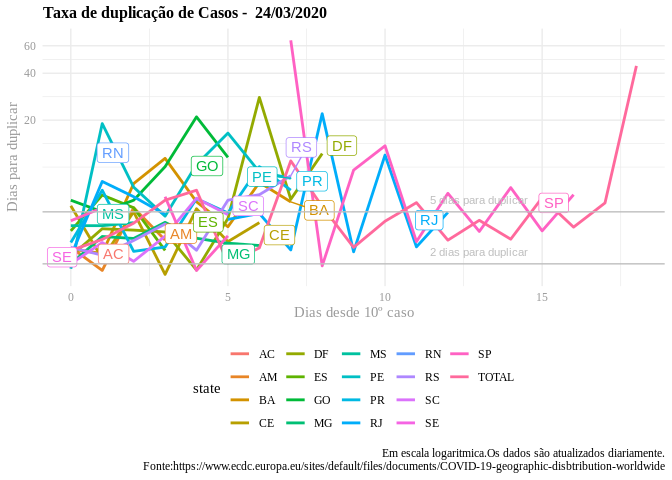 Taxa de duplicação de Casos -  24/03/2020
Dias para duplicar
60
40
20
5 dias para duplicar
2 dias para duplicar
RN
GO
RS
DF
PE
PR
MS
SC
BA
SP
ES
RJ
AM
CE
SE
AC
MG
0
5
10
15
Dias desde 10º caso
state
AC
DF
MS
RN
SP
AM
ES
PE
RS
TOTAL
BA
GO
PR
SC
CE
MG
RJ
SE
Em escala logaritmica.Os dados são atualizados diariamente.
Fonte:https://www.ecdc.europa.eu/sites/default/files/documents/COVID-19-geographic-disbtribution-worldwide